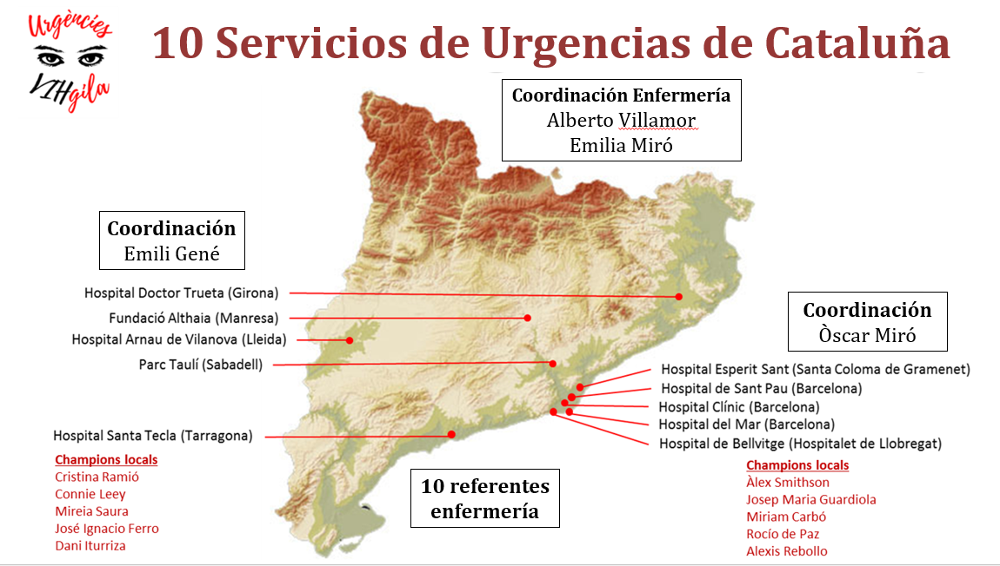 Urgències
VIHgila
10 Servicios de Urgencias de Cataluña
Coordinación Enfermería
Alberto Villamor
Emilia Miró
Coordinación
Emili Gené
Hospital Doctor Trueta (Girona)
Fundació Althaia (Manresa)
Hospital Arnau de Vilanova (Lleida)
Parc Taulí (Sabadell)
Hospital Santa Tecla (Tarragona)
Champions locals
Cristina Ramió
Connie Leey
Mireia Saura
José Ignacio Ferro
Dani Iturriza
10 referentes
enfermería
Coordinación
Òscar Miró
Hospital Esperit Sant (Santa Coloma de Gramenet)
Hospital de Sant Pau (Barcelona)
Hospital Clínic (Barcelona)
Hospital del Mar (Barcelona)
Hospital de Bellvitge (Hospitalet de Llobregat)
Champions locals
Àlex Smithson
Josep Maria Guardiola
Miriam Carbó
Rocío de Paz
Alexis Rebollo